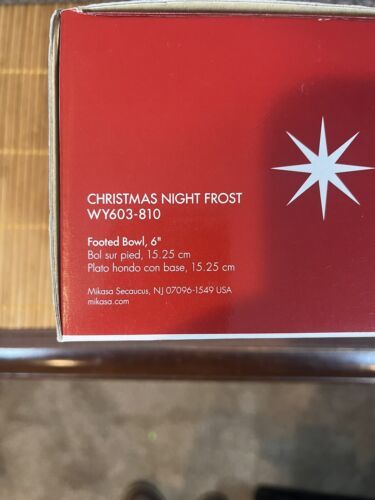 CHRISTMAS NIGHT FROST
WY603-810
Footed Bowl, 6"
Bol sur pied, 15.25 cm
Plato hondo con base, 15.25 cm
Mikasa Secaucus, NJ 07096-1549 USA
mikasa.com